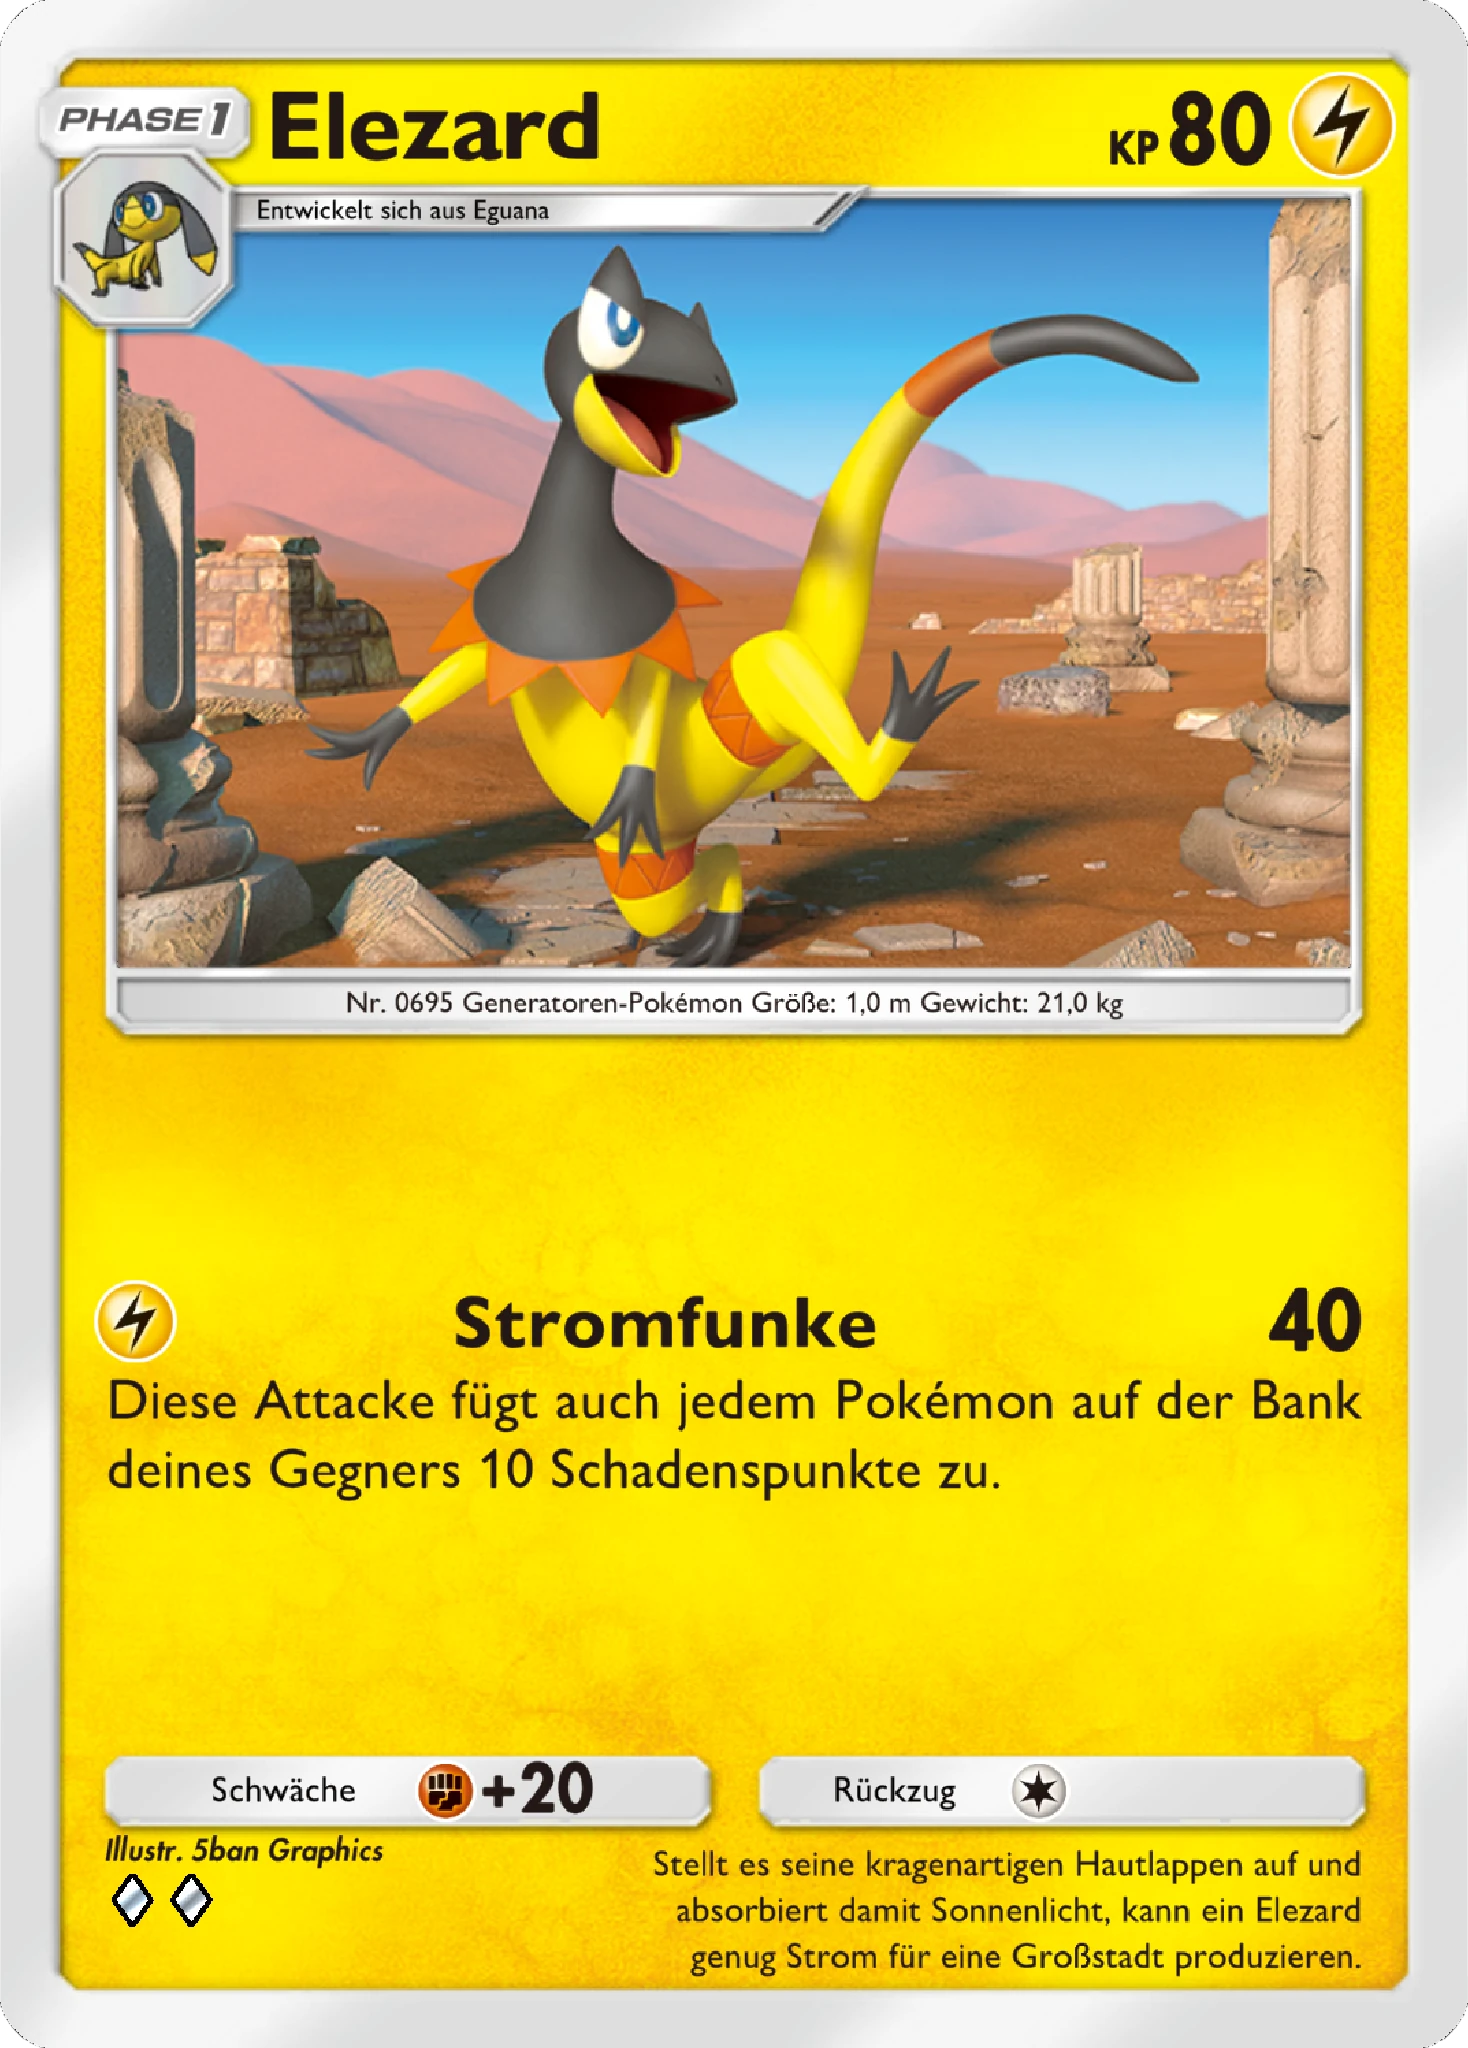 PHASE 1
Elezard
KP 80
Entwickelt sich aus Eguana
Nr. 0695 Generatoren-Pokémon Größe: 1,0 m Gewicht: 21,0 kg
Stromfunke 40
Diese Attacke fügt auch jedem Pokémon auf der Bank
deines Gegners 10 Schadenspunkte zu.
Schwäche +20
Rückzug
Illustr. 5ban Graphics
Stellt es seine kragenartigen Hautlappen auf und
absorbiert damit Sonnenlicht, kann ein Elezard
genug Strom für eine Großstadt produzieren.